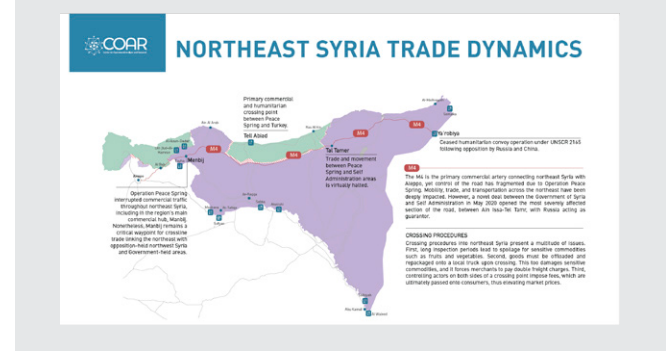 COAR
NORTHEAST SYRIA TRADE DYNAMICS
Primary commercial
and humanitarian
crossing point
between Peace
Spring and Turkey.
Tell Abiad
Manbij
M4
M4
M4
M4
Tal Tamer
Trade and movement
between Peace
Spring and Self
Administration areas
is virtually halted.
Ya'robiya
Ceased humanitarian convoy operation under UNSCR 2165
following opposition by Russia and China.
Operation Peace Spring
interrupted commercial traffic
throughout northeast Syria,
including in the region's main
commercial hub, Manbij.
Nonetheless, Manbij remains a
critical waypoint for crossline
trade linking the northeast with
opposition-held northwest Syria
and Government-held areas.
M4
The M4 is the primary commercial artery connecting northeast Syria with
Aleppo, yet control of the road has fragmented due to Operation Peace
Spring. Mobility, trade, and transportation across the northeast have been
deeply impacted. However, a novel deal between the Government of Syria
and Self Administration in May 2020 opened the most severely affected
section of the road, between Ain Issa-Tel Tamr, with Russia acting as
guarantor.
CROSSING PROCEDURES
Crossing procedures into northeast Syria present a multitude of issues.
First, long inspection periods lead to spoilage for sensitive commodities
such as fruits and vegetables. Second, goods must be offloaded and
repackaged onto a local truck upon crossing. This too damages sensitive
commodities, and it forces merchants to pay double freight charges. Third,
controlling actors on both sides of a crossing point impose fees, which are
ultimately passed onto consumers, thus elevating market prices.